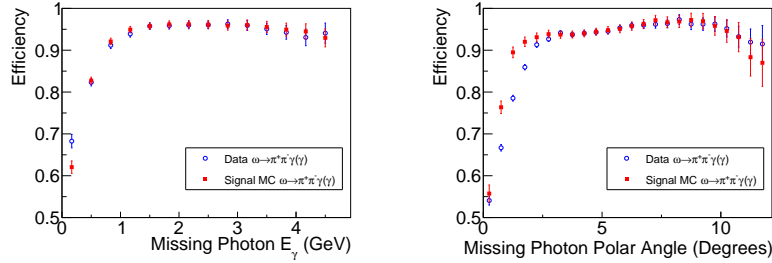 Efficiency
1
0.9
0.8
0.7
0.6
0.5
0 1 2 3 4 5
Missing Photon Eγ (GeV)
Data ω→π⁺π⁻γ(γ)
Signal MC ω→π⁺π⁻γ(γ)
Efficiency
1
0.9
0.8
0.7
0.6
0.5
0 5 10
Missing Photon Polar Angle (Degrees)
Data ω→π⁺π⁻γ(γ)
Signal MC ω→π⁺π⁻γ(γ)